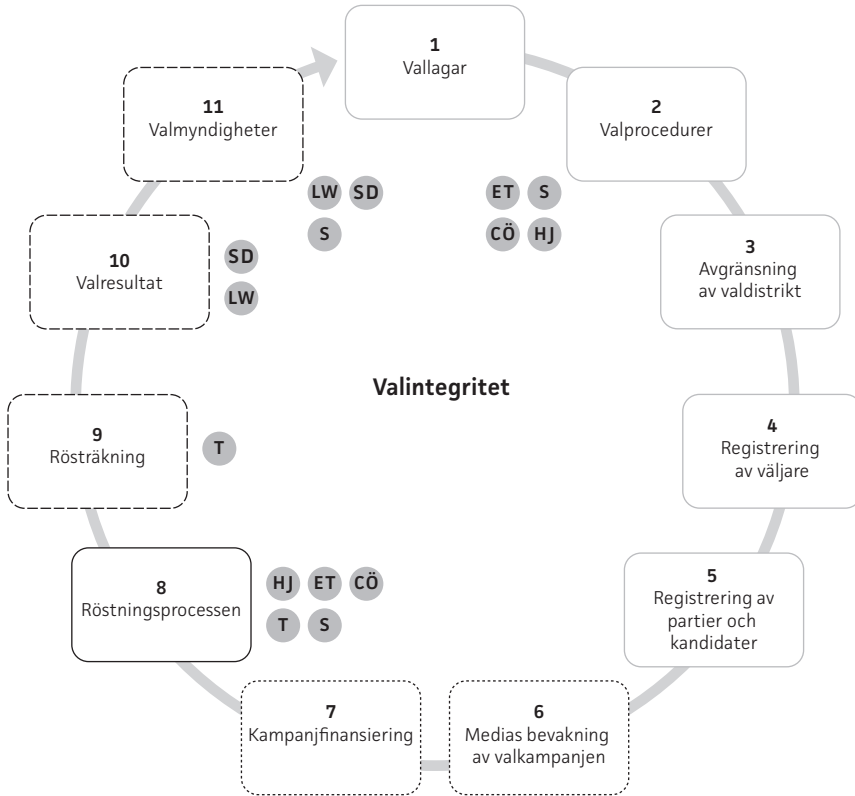 1
Vallagar
2
Valprocedurer
3
Avgränsning
av valdistrikt
4
Registrering
av väljare
5
Registrering av
partier och
kandidater
6
Medias bevakning
av valkampanjen
7
Kampanjfinansiering
8
Röstningsprocessen
HJ ET CÖ
T S
9
Rösträkning
T
10
Valresultat
SD
LW
11
Valmyndigheter
LW SD
S
ET S
CÖ HJ
Valintegritet